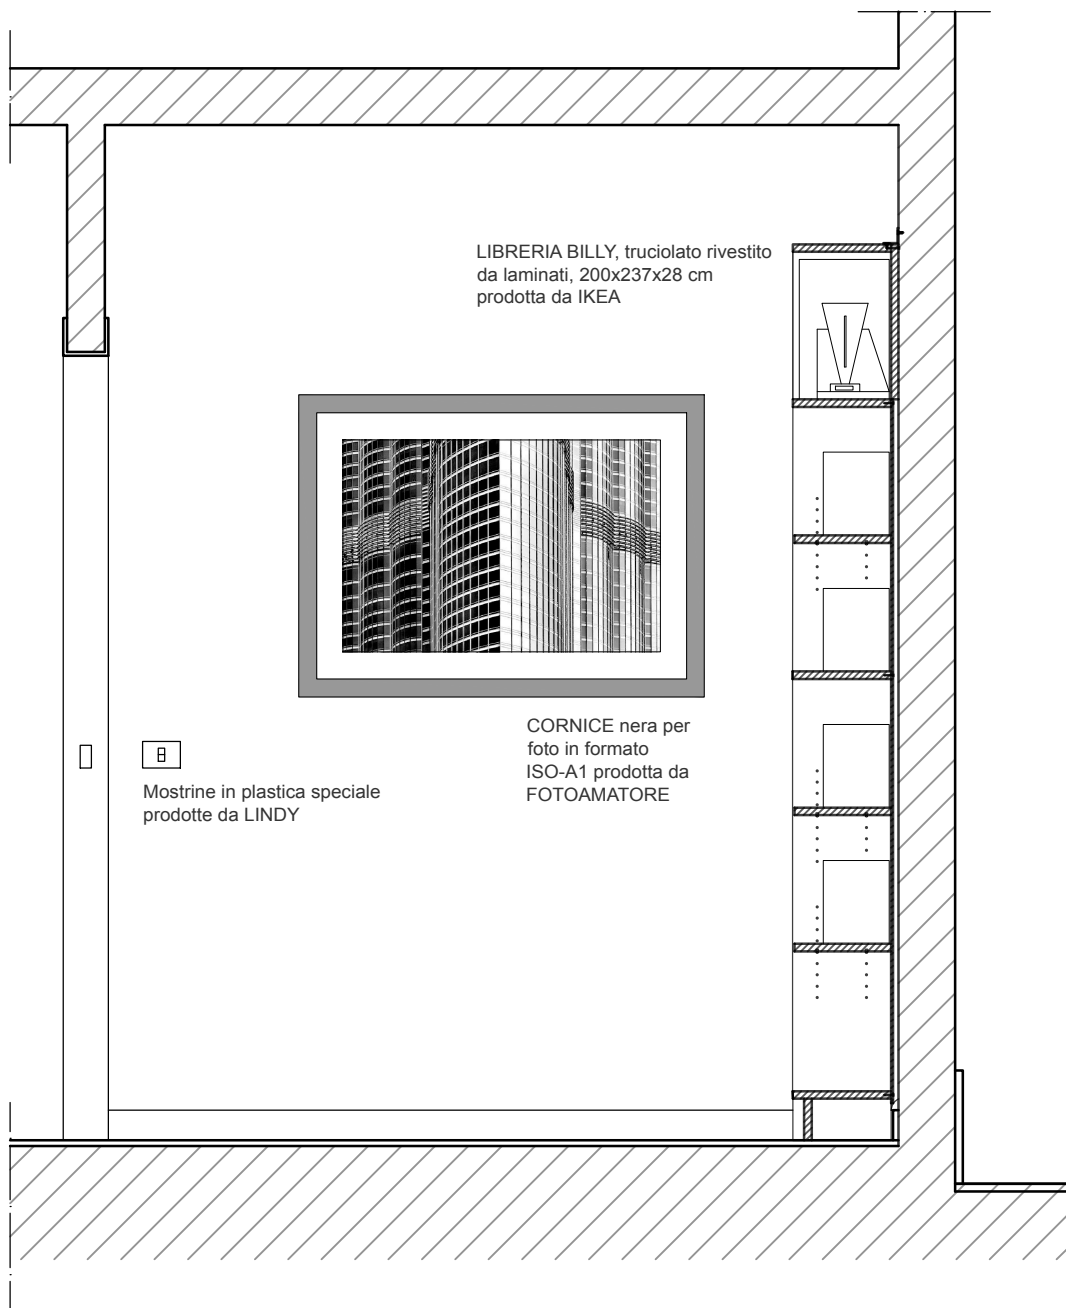 LIBRERIA BILLY, truciolato rivestito
da laminati, 200x237x28 cm
prodotta da IKEA
CORNICE nera per
foto in formato
ISO-A1 prodotta da
FOTOAMATORE
Mostrine in plastica speciale
prodotte da LINDY